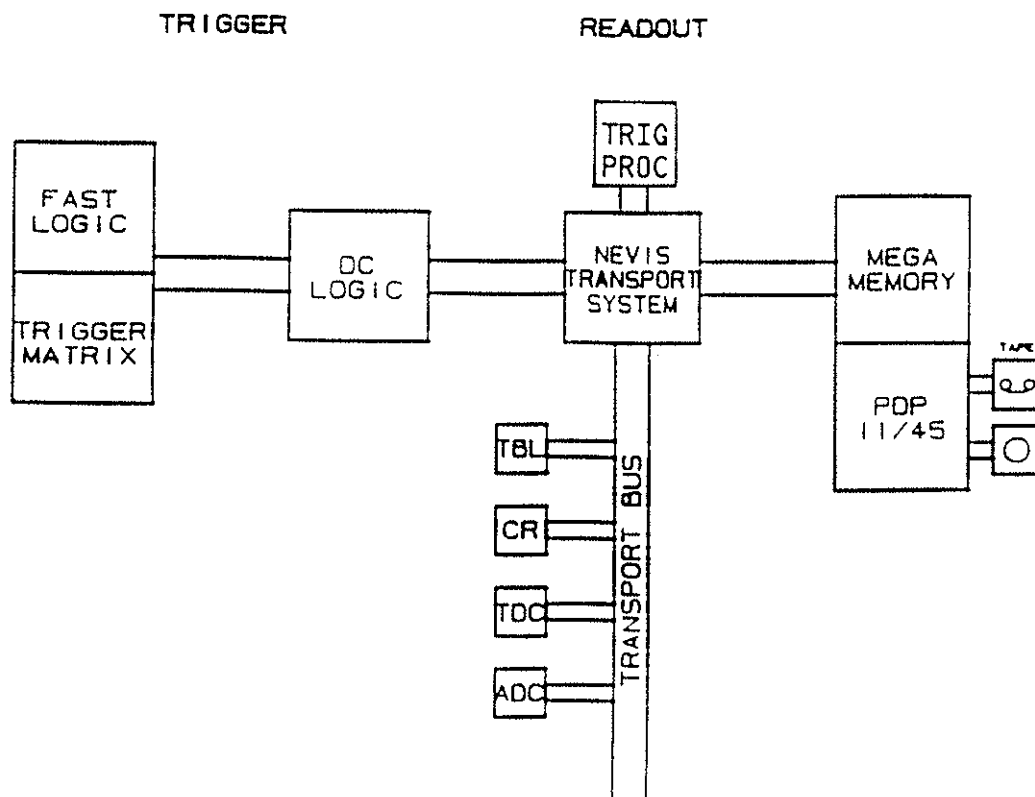 TRIGGER
READOUT
TRIG
PROC
FAST
LOGIC
TRIGGER
MATRIX
DC
LOGIC
NEVIS
TRANSPORT
SYSTEM
MEGA
MEMORY
PDP
11/45
TAPE
TBL
CR
TDC
ADC
TRANSPORT BUS